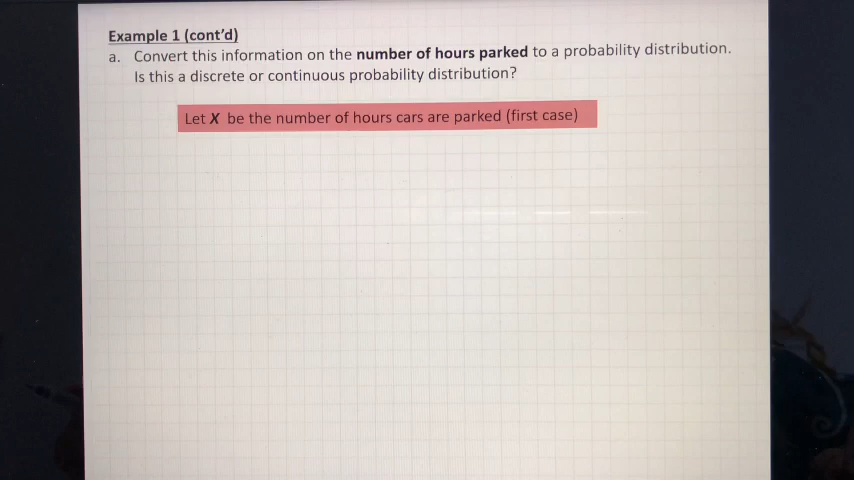 Example 1 (cont’d)
a. Convert this information on the number of hours parked to a probability distribution.
Is this a discrete or continuous probability distribution?
Let X be the number of hours cars are parked (first case)